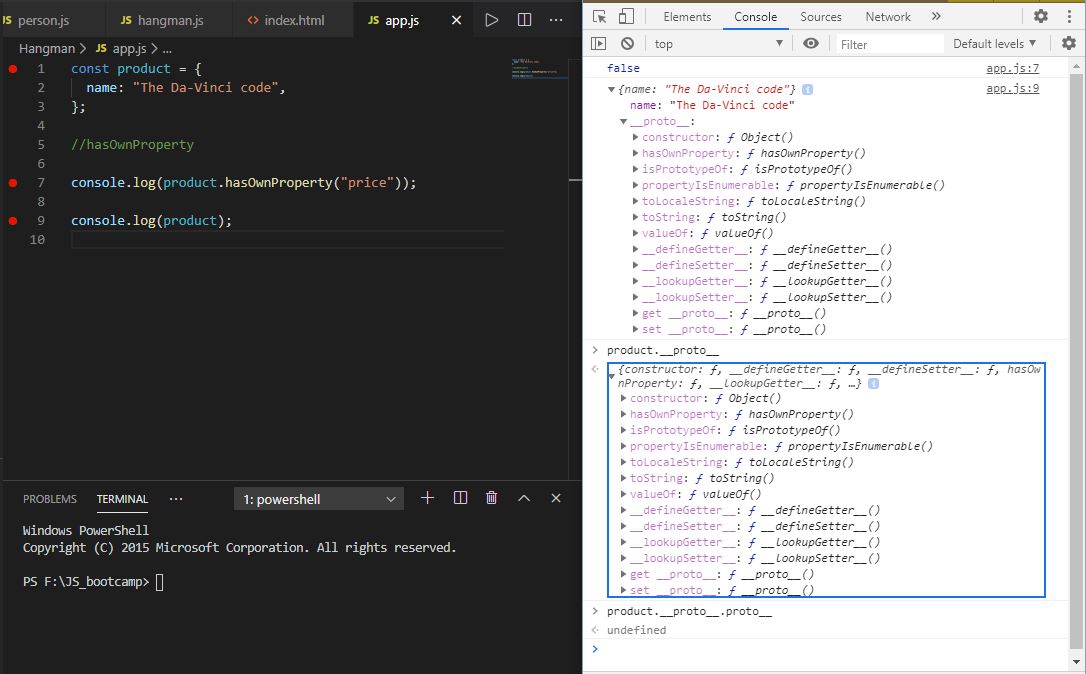 JS person.js JS hangman.js <> index.html JS app.js
Hangman > JS app.js > ...
1 const product = {
2 name: "The Da-Vinci code",
3 };
4
5 //hasOwnProperty
6
7 console.log(product.hasOwnProperty("price"));
8
9 console.log(product);
10
PROBLEMS TERMINAL ... 1: powershell
Windows PowerShell
Copyright (C) 2015 Microsoft Corporation. All rights reserved.
PS F:\JS_bootcamp>
Elements Console Sources Network »
top Filter Default levels
false app.js:7
{name: "The Da-Vinci code"} i app.js:9
name: "The Da-Vinci code"
__proto__:
constructor: ƒ Object()
hasOwnProperty: ƒ hasOwnProperty()
isPrototypeOf: ƒ isPrototypeOf()
propertyIsEnumerable: ƒ propertyIsEnumerable()
toLocaleString: ƒ toLocaleString()
toString: ƒ toString()
valueOf: ƒ valueOf()
__defineGetter__: ƒ __defineGetter__()
__defineSetter__: ƒ __defineSetter__()
__lookupGetter__: ƒ __lookupGetter__()
__lookupSetter__: ƒ __lookupSetter__()
get __proto__: ƒ __proto__()
set __proto__: ƒ __proto__()
> product.__proto__
{constructor: ƒ, __defineGetter__: ƒ, __defineSetter__: ƒ, hasOw
nProperty: ƒ, __lookupGetter__: ƒ, …} i
constructor: ƒ Object()
hasOwnProperty: ƒ hasOwnProperty()
isPrototypeOf: ƒ isPrototypeOf()
propertyIsEnumerable: ƒ propertyIsEnumerable()
toLocaleString: ƒ toLocaleString()
toString: ƒ toString()
valueOf: ƒ valueOf()
__defineGetter__: ƒ __defineGetter__()
__defineSetter__: ƒ __defineSetter__()
__lookupGetter__: ƒ __lookupGetter__()
__lookupSetter__: ƒ __lookupSetter__()
get __proto__: ƒ __proto__()
set __proto__: ƒ __proto__()
> product.__proto__.proto__
undefined
>